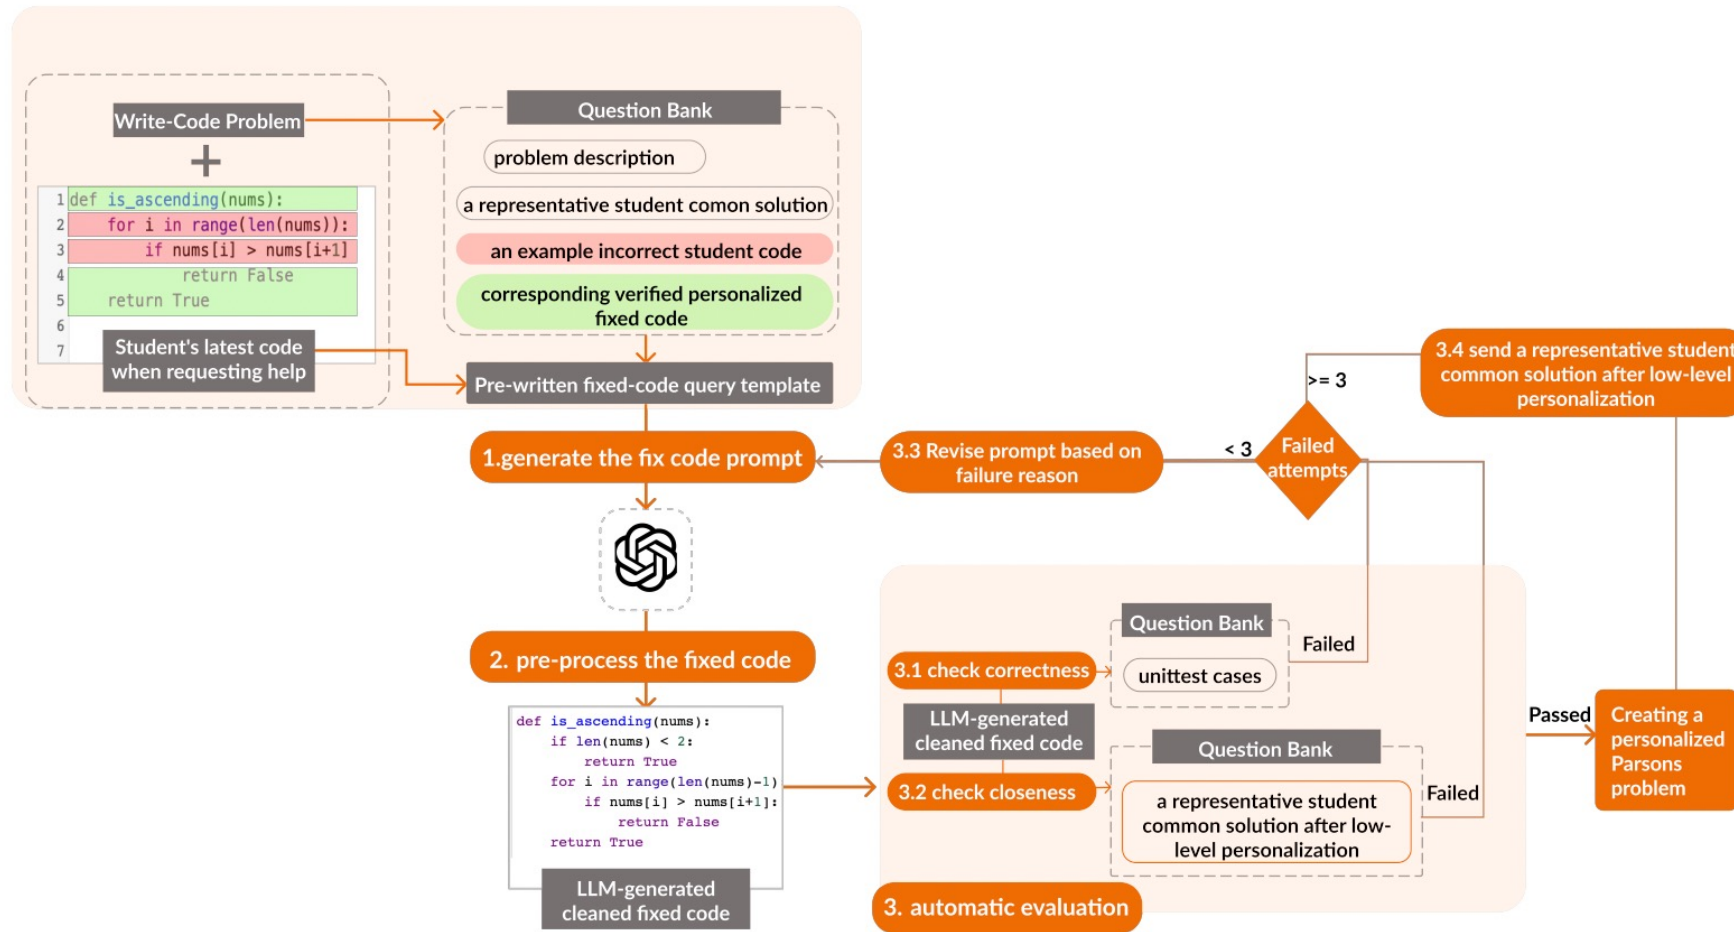 Write-Code Problem
+
1 def is_ascending(nums):
2 for i in range(len(nums)):
3 if nums[i] > nums[i+1]
4 return False
5 return True
6
7
Student's latest code
when requesting help
Question Bank
problem description
a representative student comon solution
an example incorrect student code
corresponding verified personalized
fixed code
Pre-written fixed-code query template
1.generate the fix code prompt
3.3 Revise prompt based on
failure reason
< 3
Failed
attempts
>= 3
3.4 send a representative student
common solution after low-level
personalization
2. pre-process the fixed code
def is_ascending(nums):
if len(nums) < 2:
return True
for i in range(len(nums)-1)
if nums[i] > nums[i+1]:
return False
return True
LLM-generated
cleaned fixed code
3.1 check correctness
LLM-generated
cleaned fixed code
3.2 check closeness
Question Bank
unittest cases
Failed
Question Bank
a representative student
common solution after low-
level personalization
Failed
3. automatic evaluation
Passed
Creating a
personalized
Parsons
problem